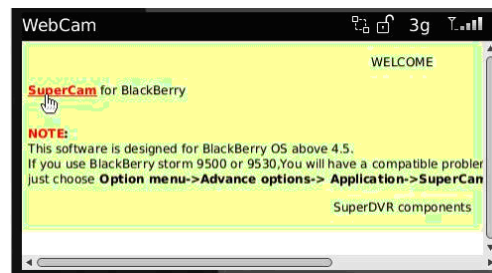 WebCam 3g
WELCOME
SuperCam for BlackBerry
NOTE:
This software is designed for BlackBerry OS above 4.5.
If you use BlackBerry storm 9500 or 9530,You will have a compatible
just choose Option menu->Advance options-> Application->SuperCam
SuperDVR components